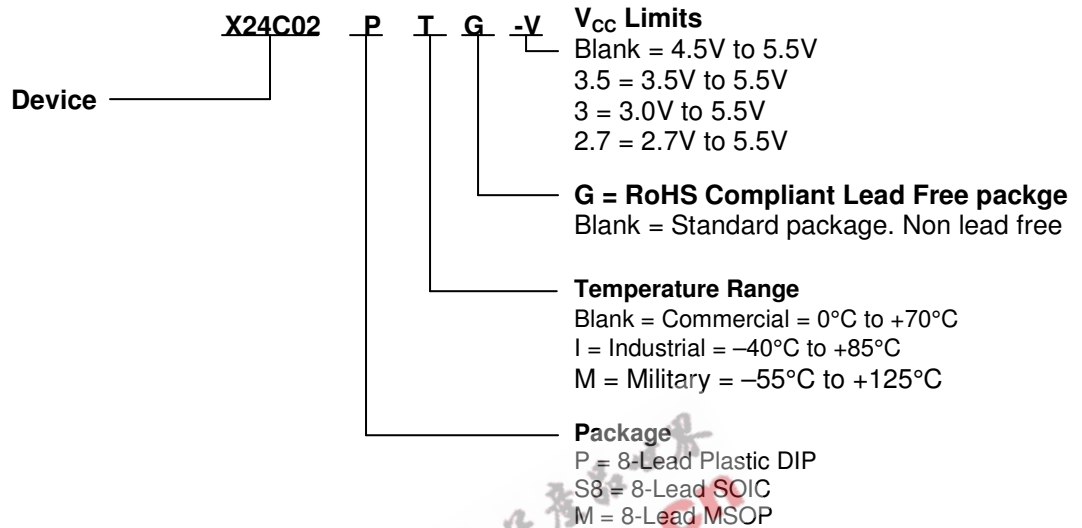 X24C02 P T G -V
Device
VCC Limits
Blank = 4.5V to 5.5V
3.5 = 3.5V to 5.5V
3 = 3.0V to 5.5V
2.7 = 2.7V to 5.5V
G = RoHS Compliant Lead Free packge
Blank = Standard package. Non lead free
Temperature Range
Blank = Commercial = 0°C to +70°C
I = Industrial = –40°C to +85°C
M = Military = –55°C to +125°C
Package
P = 8-Lead Plastic DIP
S8 = 8-Lead SOIC
M = 8-Lead MSOP